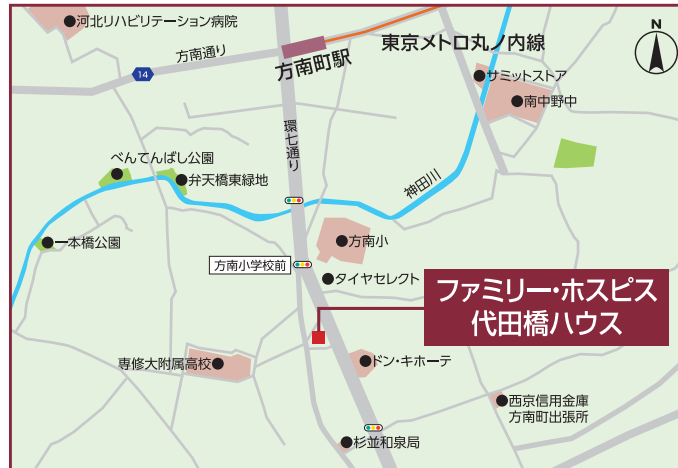 河北リハビリテーション病院
方南通り
14
方南町駅
東京メトロ丸ノ内線
N
サミットストア
南中野中
環七通り
べんてんばし公園
弁天橋東緑地
神田川
一本橋公園
方南小
方南小学校前
タイヤセレクト
ファミリー・ホスピス
代田橋ハウス
専修大附属高校
ドン・キホーテ
西京信用金庫
方南町出張所
杉並和泉局